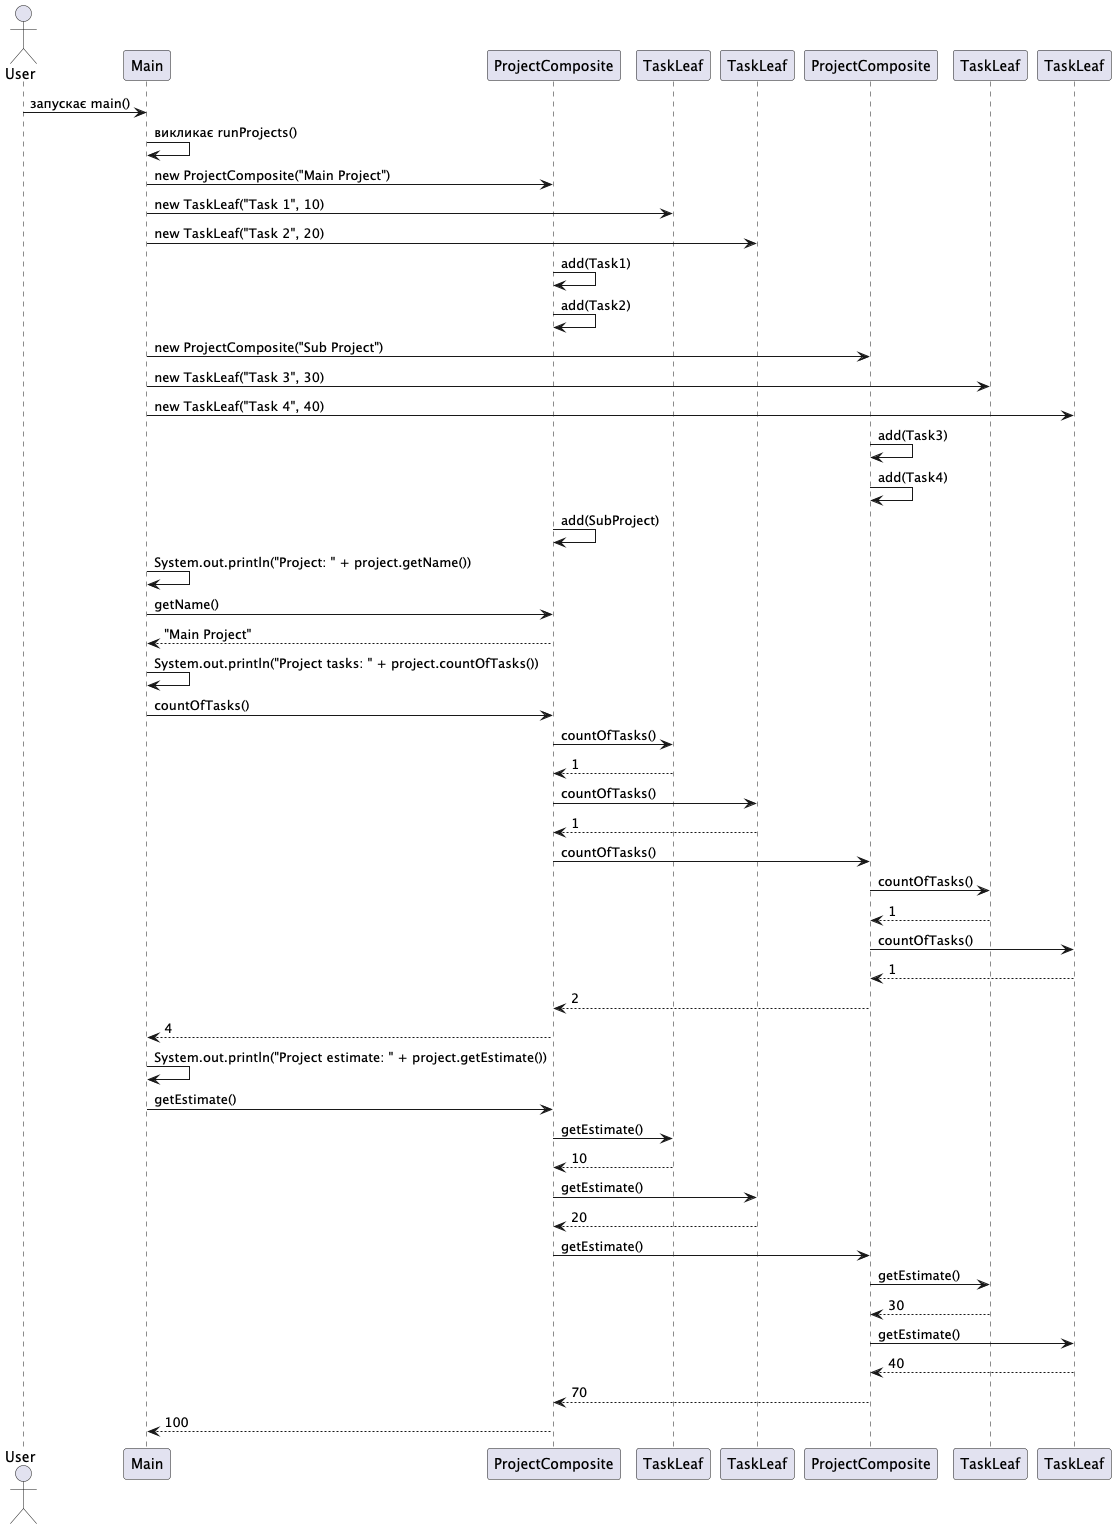 User
Main
ProjectComposite
TaskLeaf
TaskLeaf
ProjectComposite
TaskLeaf
TaskLeaf
запускає main()
викликає runProjects()
new ProjectComposite("Main Project")
new TaskLeaf("Task 1", 10)
new TaskLeaf("Task 2", 20)
add(Task1)
add(Task2)
new ProjectComposite("Sub Project")
new TaskLeaf("Task 3", 30)
new TaskLeaf("Task 4", 40)
add(Task3)
add(Task4)
add(SubProject)
System.out.println("Project: " + project.getName())
getName()
"Main Project"
System.out.println("Project tasks: " + project.countOfTasks())
countOfTasks()
countOfTasks()
1
countOfTasks()
1
countOfTasks()
countOfTasks()
1
countOfTasks()
1
2
4
System.out.println("Project estimate: " + project.getEstimate())
getEstimate()
getEstimate()
10
getEstimate()
20
getEstimate()
getEstimate()
30
getEstimate()
40
70
100
User
Main
ProjectComposite
TaskLeaf
TaskLeaf
ProjectComposite
TaskLeaf
TaskLeaf